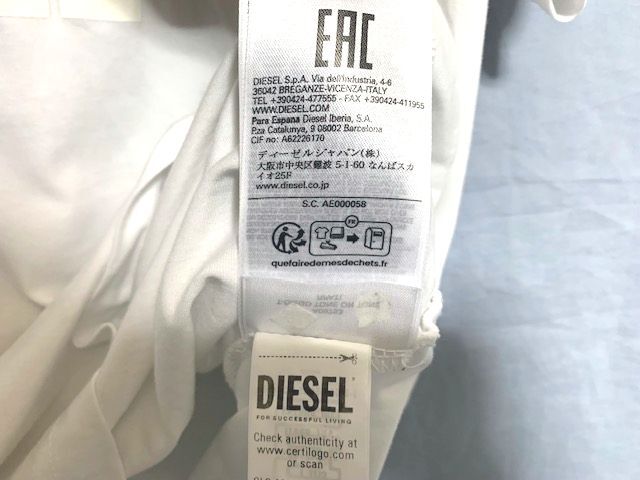 EAC
DIESEL S.p.A. Via dell'Industria, 4-6
36042 BREGANZE-VICENZA-ITALY
TEL +390424-477555 - FAX +390424-411955
WWW.DIESEL.COM
Para Espana Diesel Iberia, S.A.
P.za Catalunya, 9 08002 Barcelona
CIF no: A62226170
ディーゼルジャパン(株)
大阪市中央区難波 5-1-60 なんばスカ
イオ25F
www.diesel.co.jp
S.C. AE000058
FR
quefairedemesdechets.fr
DIESEL
FOR SUCCESSFUL LIVING
Check authenticity at
www.certilogo.com
or scan